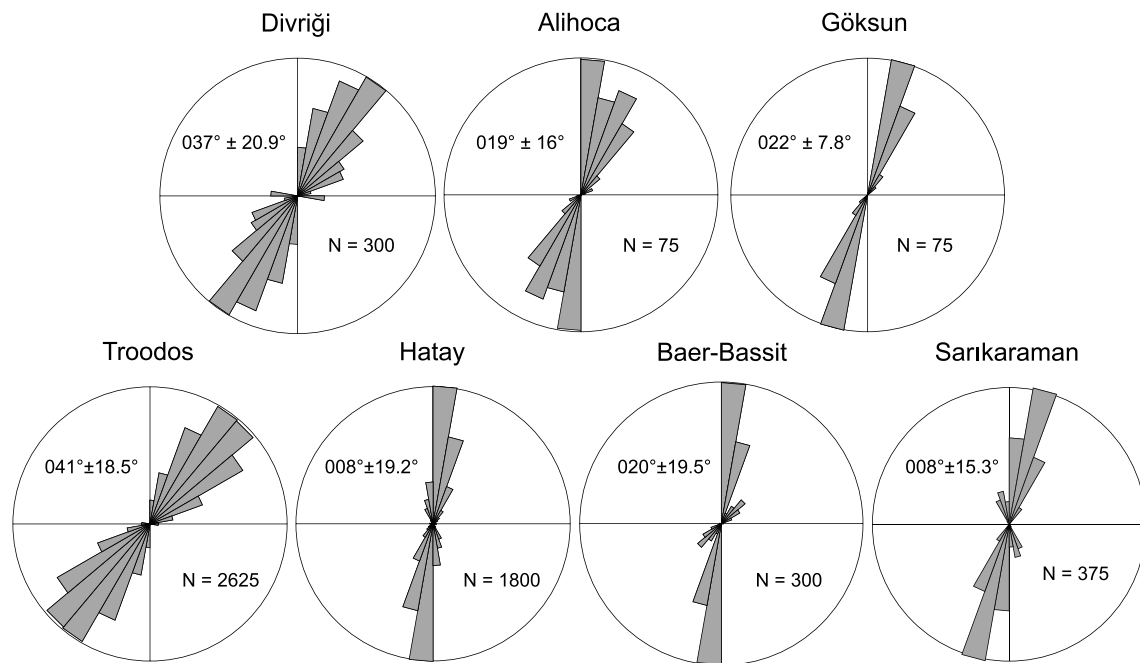 Divriği
Alihoca
Göksun
037° ± 20.9°
019° ± 16°
022° ± 7.8°
N = 300
N = 75
N = 75
Troodos
Hatay
Baer-Bassit
Sarıkaraman
041°±18.5°
008°±19.2°
020°±19.5°
008°±15.3°
N = 2625
N = 1800
N = 300
N = 375